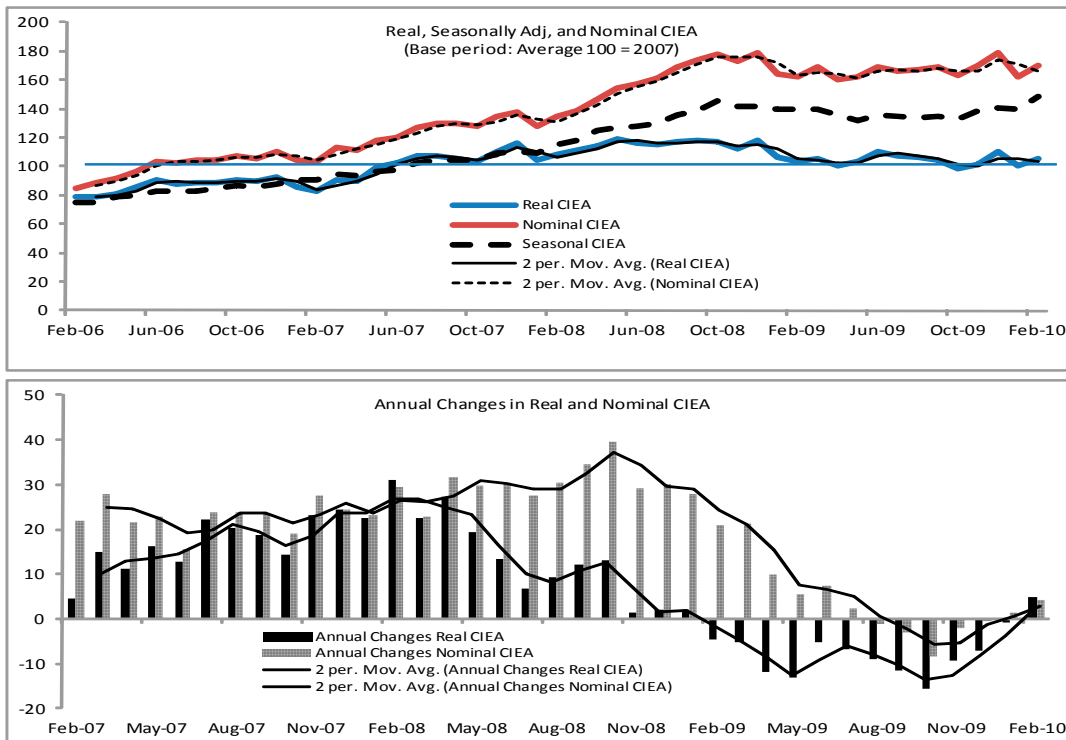 Real, Seasonally Adj, and Nominal CIEA
(Base period: Average 100 = 2007)
200
180
160
140
120
100
80
60
40
20
0
Real CIEA
Nominal CIEA
Seasonal CIEA
2 per. Mov. Avg. (Real CIEA)
2 per. Mov. Avg. (Nominal CIEA)
Feb-06 Jun-06 Oct-06 Feb-07 Jun-07 Oct-07 Feb-08 Jun-08 Oct-08 Feb-09 Jun-09 Oct-09 Feb-10
Annual Changes in Real and Nominal CIEA
50
40
30
20
10
0
-10
-20
Annual Changes Real CIEA
Annual Changes Nominal CIEA
2 per. Mov. Avg. (Annual Changes Real CIEA)
2 per. Mov. Avg. (Annual Changes Nominal CIEA)
Feb-07 May-07 Aug-07 Nov-07 Feb-08 May-08 Aug-08 Nov-08 Feb-09 May-09 Aug-09 Nov-09 Feb-10